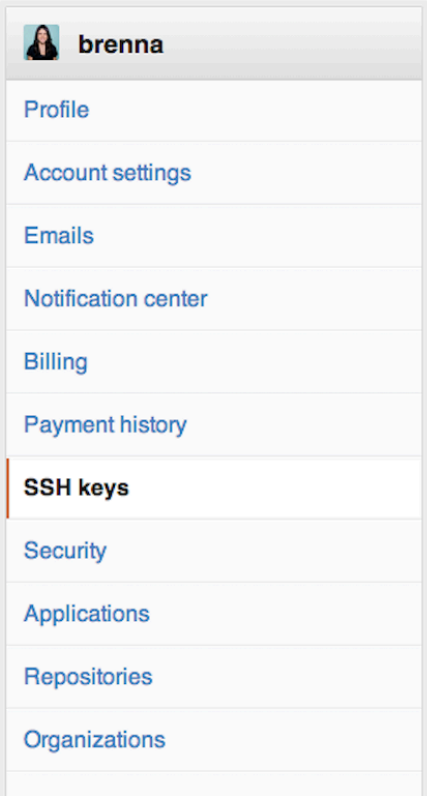 brenna
Profile
Account settings
Emails
Notification center
Billing
Payment history
SSH keys
Security
Applications
Repositories
Organizations